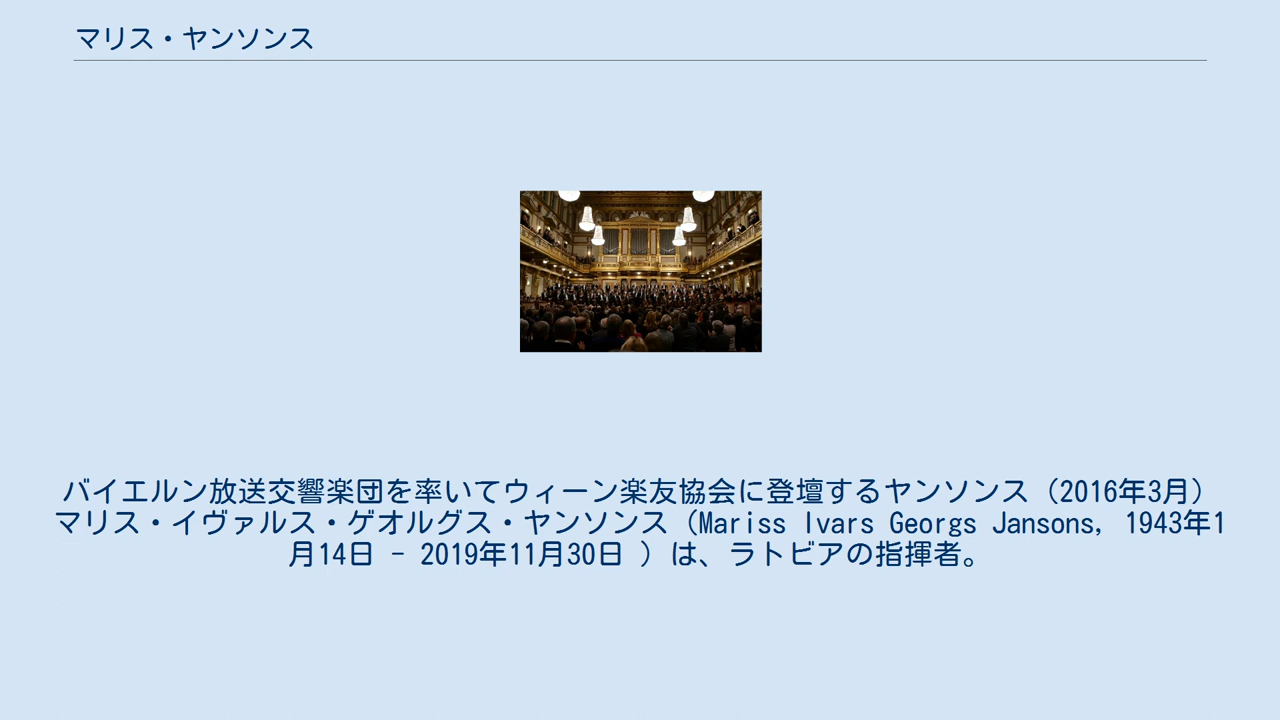 マリス・ヤンソンス
バイエルン放送交響楽団を率いてウィーン楽友協会に登壇するヤンソンス（2016年3月）
マリス・イヴァルス・ゲオルグス・ヤンソンス（Mariss Ivars Georgs Jansons, 1943年1
月14日 - 2019年11月30日 ）は、ラトビアの指揮者。